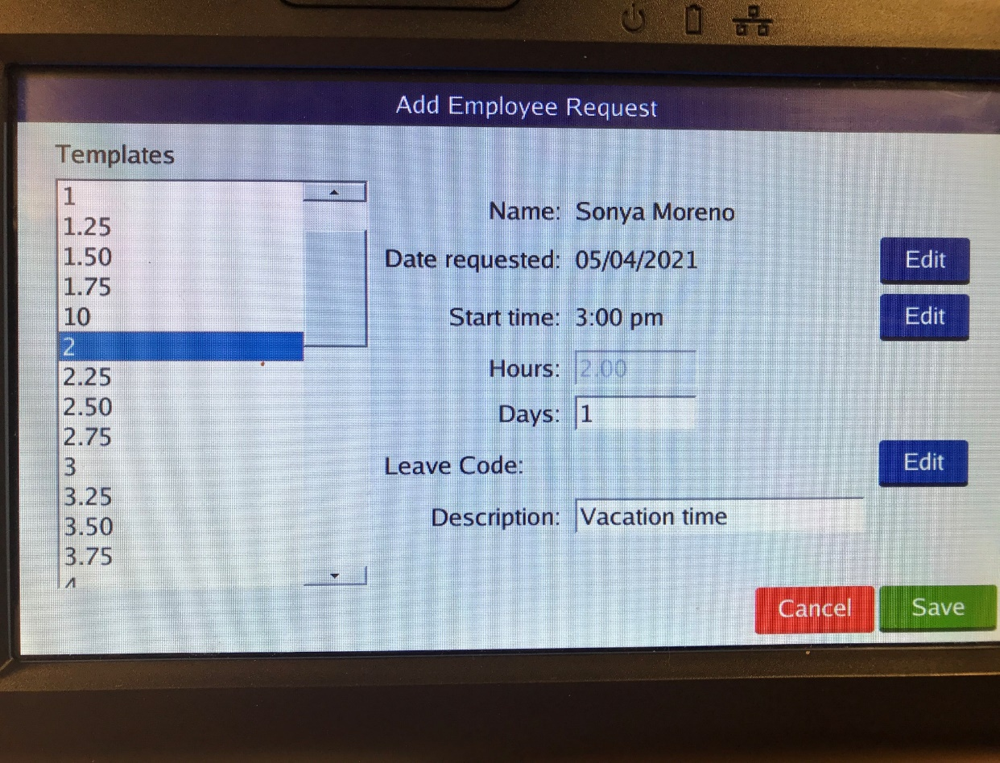 Add Employee Request
Templates
1
1.25
1.50
1.75
10
2
2.25
2.50
2.75
3
3.25
3.50
3.75
Name: Sonya Moreno
Date requested: 05/04/2021 Edit
Start time: 3:00 pm Edit
Hours: 2.00
Days: 1
Leave Code: Edit
Description: Vacation time
Cancel Save